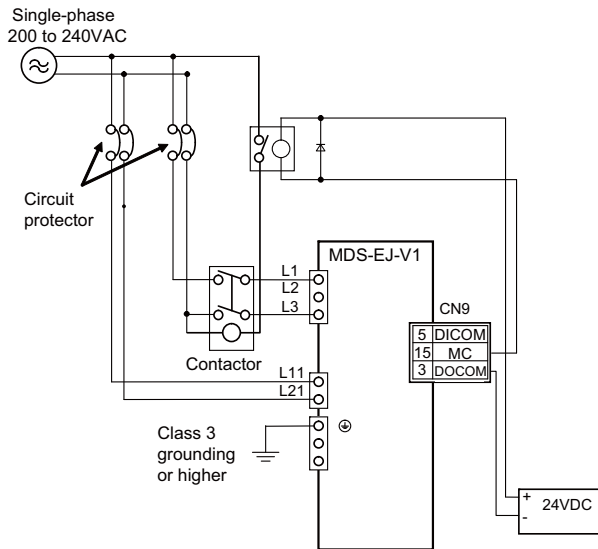 Single-phase
200 to 240VAC
Circuit
protector
MDS-EJ-V1
L1
L2
L3
CN9
5 DICOM
15 MC
3 DOCOM
Contactor
L11
L21
Class 3
grounding
or higher
+
-
24VDC